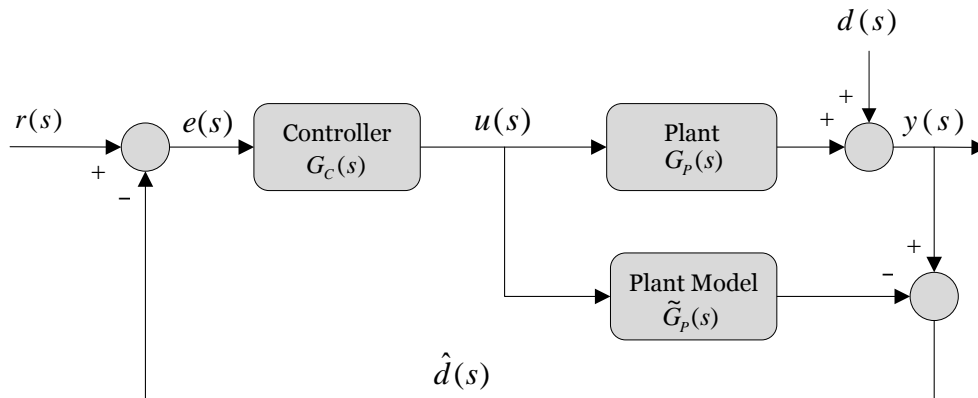 d(s)
r(s)
e(s)
Controller
G_C(s)
u(s)
Plant
G_P(s)
y(s)
+
+
+
-
+
-
Plant Model
G̃_P(s)
d̂(s)